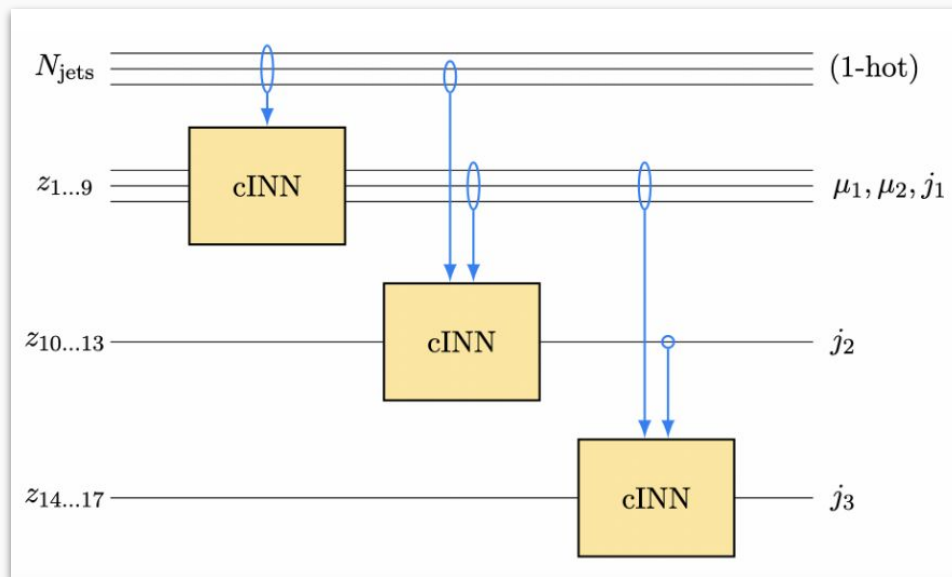 N_jets (1-hot)
cINN
z_1...9 μ_1, μ_2, j_1
cINN
z_10...13 j_2
cINN
z_14...17 j_3